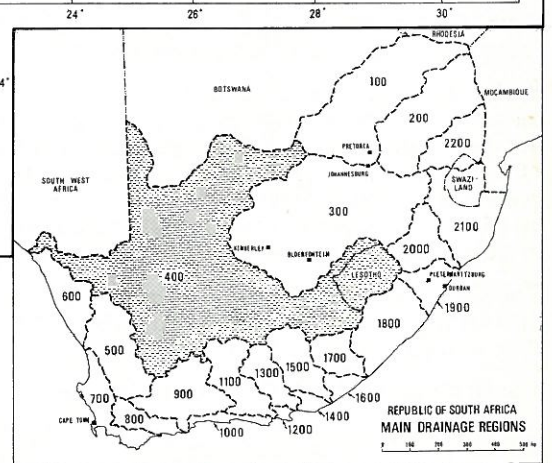 24°
26°
28°
30°
RHODESIA
4°
BOTSWANA
100
MOÇAMBIQUE
200
PRETORIA
2200
JOHANNESBURG
SOUTH WEST
AFRICA
SWAZI-
LAND
300
2100
KIMBERLEY
BLOEMFONTEIN
2000
400
LESOTHO
PIETERMARITZBURG
DURBAN
600
1900
1800
500
1700
1300
1500
1100
900
1600
700
1400
800
CAPE TOWN
1200
1000
REPUBLIC OF SOUTH AFRICA
MAIN DRAINAGE REGIONS
0 100 200 300 400 500 km